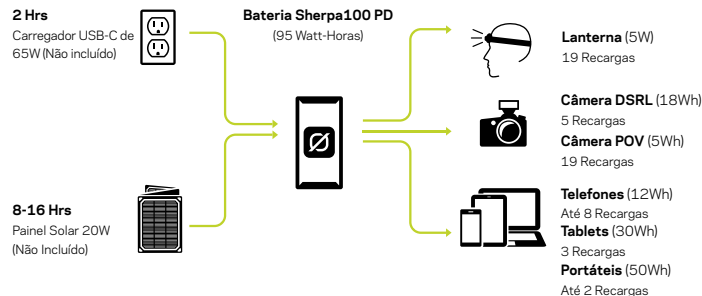 2 Hrs
Carregador USB-C de
65W (Não incluído)
8-16 Hrs
Painel Solar 20W
(Não Incluído)
Bateria Sherpa100 PD
(95 Watt-Horas)
Lanterna (5W)
19 Recargas
Câmera DSRL (18Wh)
5 Recargas
Câmera POV (5Wh)
19 Recargas
Telefones (12Wh)
Até 8 Recargas
Tablets (30Wh)
3 Recargas
Portáteis (50Wh)
Até 2 Recargas